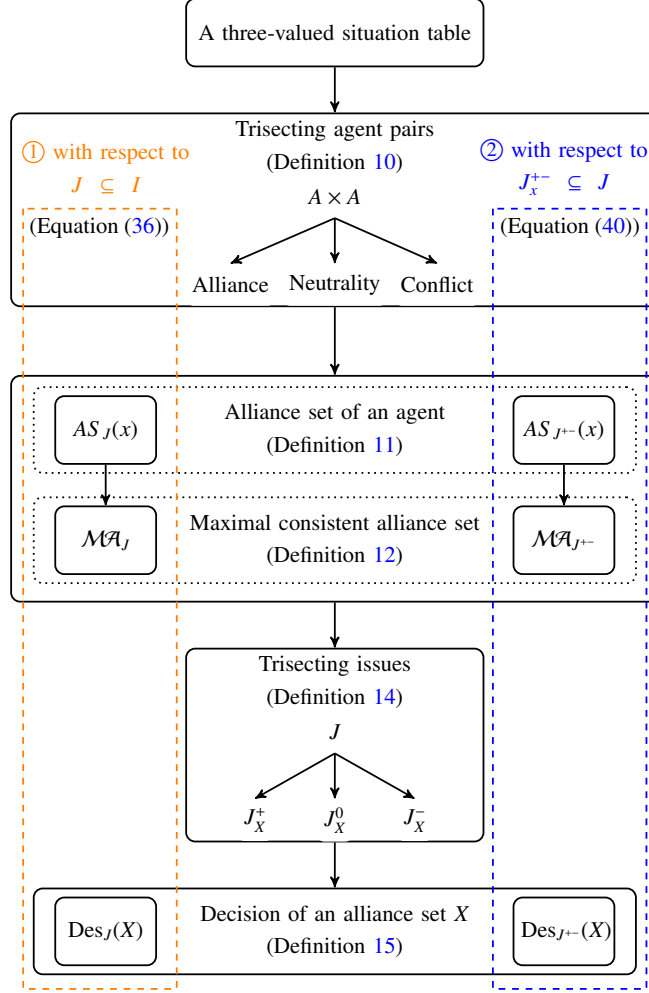 A three-valued situation table
Trisecting agent pairs
① with respect to
J ⊆ I
(Definition 10)
② with respect to
J_x^{+-} ⊆ J
A × A
(Equation (36))
(Equation (40))
Alliance
Neutrality
Conflict
AS_J(x)
Alliance set of an agent
(Definition 11)
AS_{J^{+-}}(x)
𝓜𝓐_J
Maximal consistent alliance set
(Definition 12)
𝓜𝓐_{J^{+-}}
Trisecting issues
(Definition 14)
J
J_X^+
J_X^0
J_X^-
Des_J(X)
Decision of an alliance set X
(Definition 15)
Des_{J^{+-}}(X)